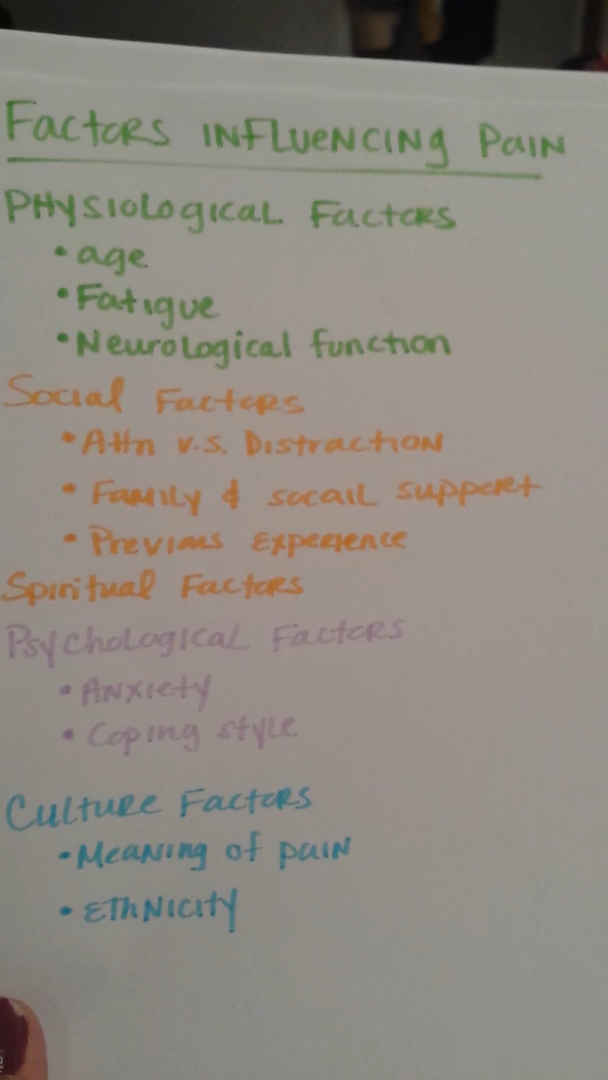 Factors Influencing Pain
Physiological Factors
• age
• Fatigue
• Neurological function
Social Factors
• Attn v.s. Distraction
• Family & socail support
• Previous Experience
Spiritual Factors
Psychological Factors
• Anxiety
• Coping style
Culture Factors
• Meaning of pain
• Ethnicity